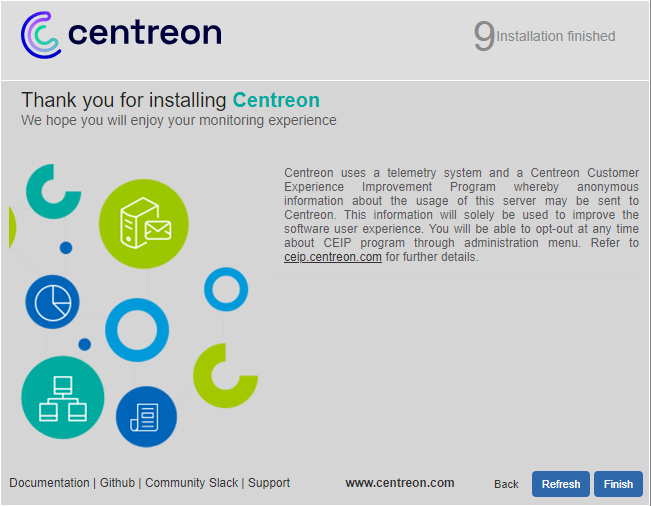 centreon
9 Installation finished
Thank you for installing Centreon
We hope you will enjoy your monitoring experience
Centreon uses a telemetry system and a Centreon Customer
Experience Improvement Program whereby anonymous
information about the usage of this server may be sent to
Centreon. This information will solely be used to improve the
software user experience. You will be able to opt-out at any time
about CEIP program through administration menu. Refer to
ceip.centreon.com for further details.
Documentation | Github | Community Slack | Support www.centreon.com Back Refresh Finish